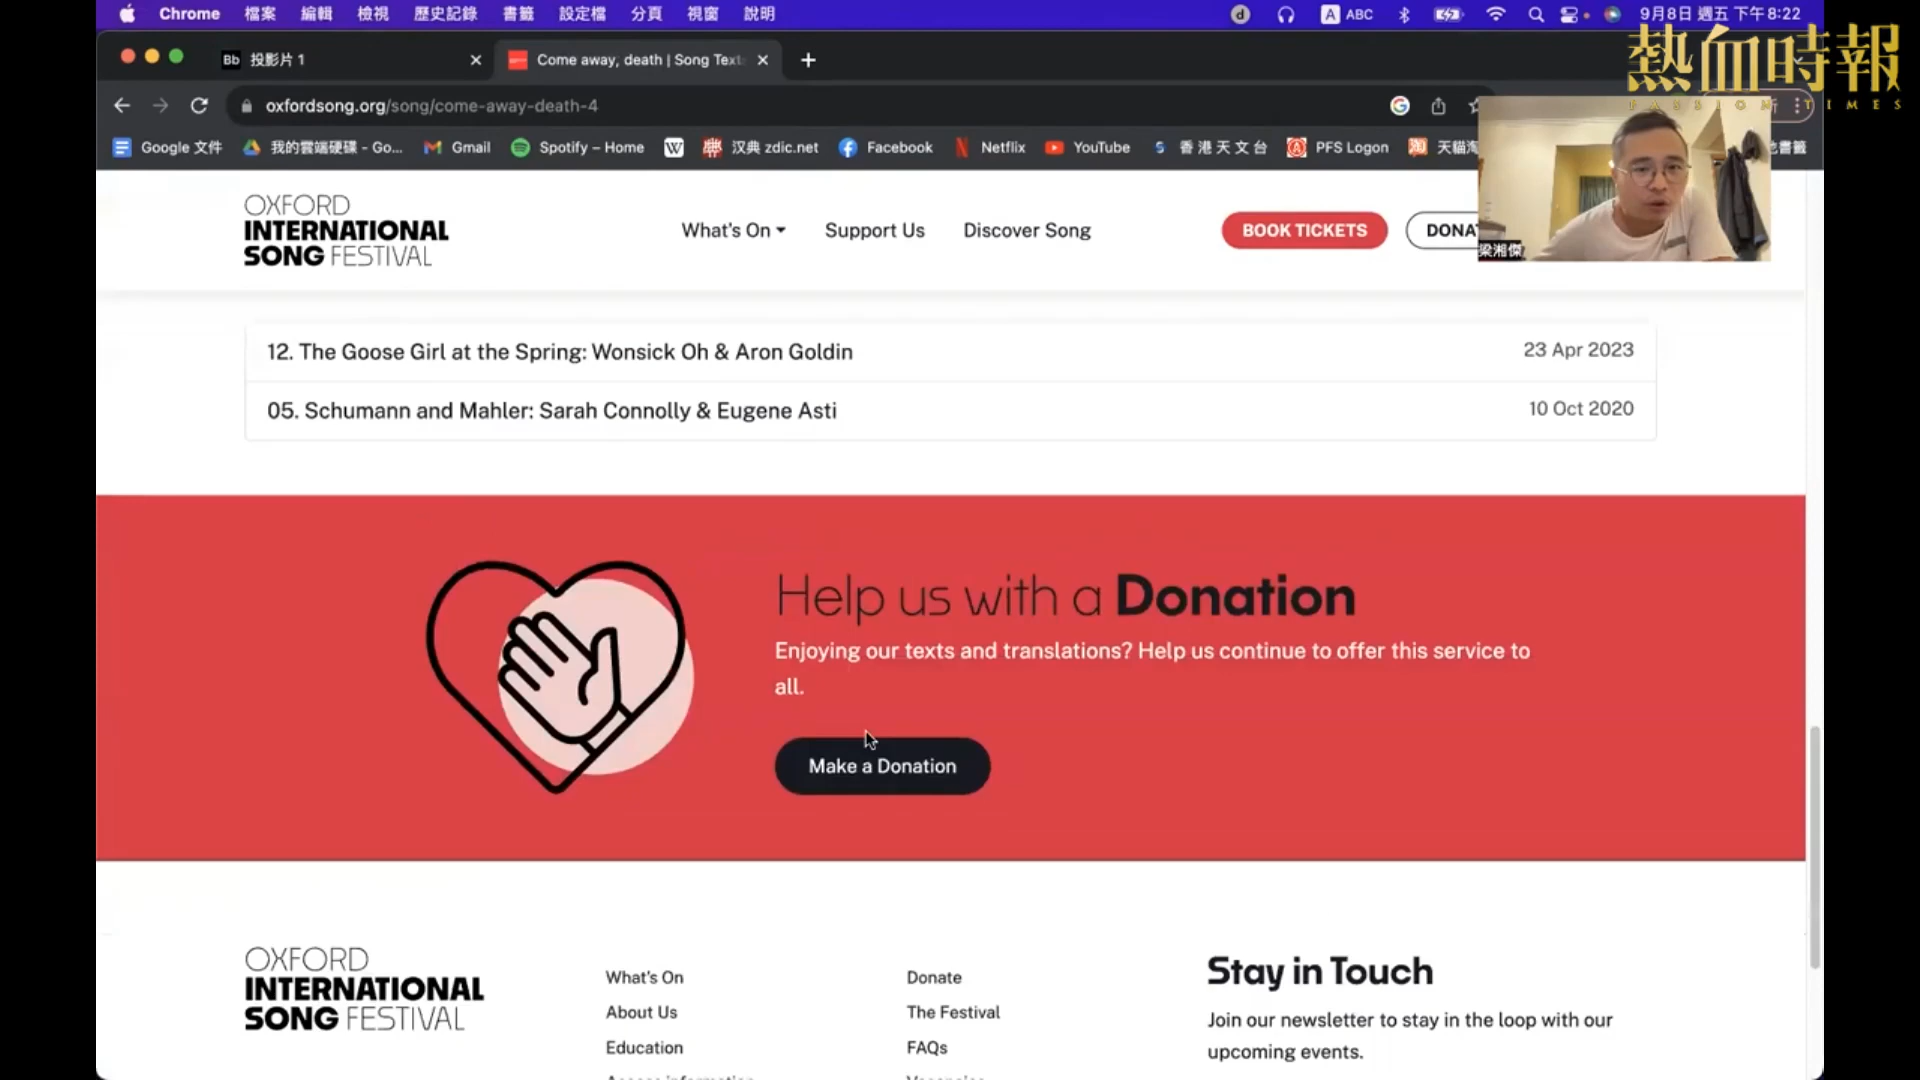 Chrome 檔案 編輯 檢視 歷史記錄 書籤 設定檔 分頁 視窗 說明
A ABC 9月8日 週五 下午8:22
熱血時報
PASSION TIMES
Bb 投影片 1
Come away, death | Song Text
oxfordsong.org/song/come-away-death-4
Google 文件 我的雲端硬碟 - Go... Gmail Spotify – Home W 汉典 zdic.net Facebook Netflix YouTube 香港天文台 PFS Logon 天貓淘 他書籤
梁湘傑
OXFORD
INTERNATIONAL
SONG FESTIVAL
What's On Support Us Discover Song BOOK TICKETS DONA
12. The Goose Girl at the Spring: Wonsick Oh & Aron Goldin 23 Apr 2023
05. Schumann and Mahler: Sarah Connolly & Eugene Asti 10 Oct 2020
Help us with a Donation
Enjoying our texts and translations? Help us continue to offer this service to
all.
Make a Donation
OXFORD
INTERNATIONAL
SONG FESTIVAL
What's On
About Us
Education
Access information
Donate
The Festival
FAQs
Vacancies
Stay in Touch
Join our newsletter to stay in the loop with our
upcoming events.